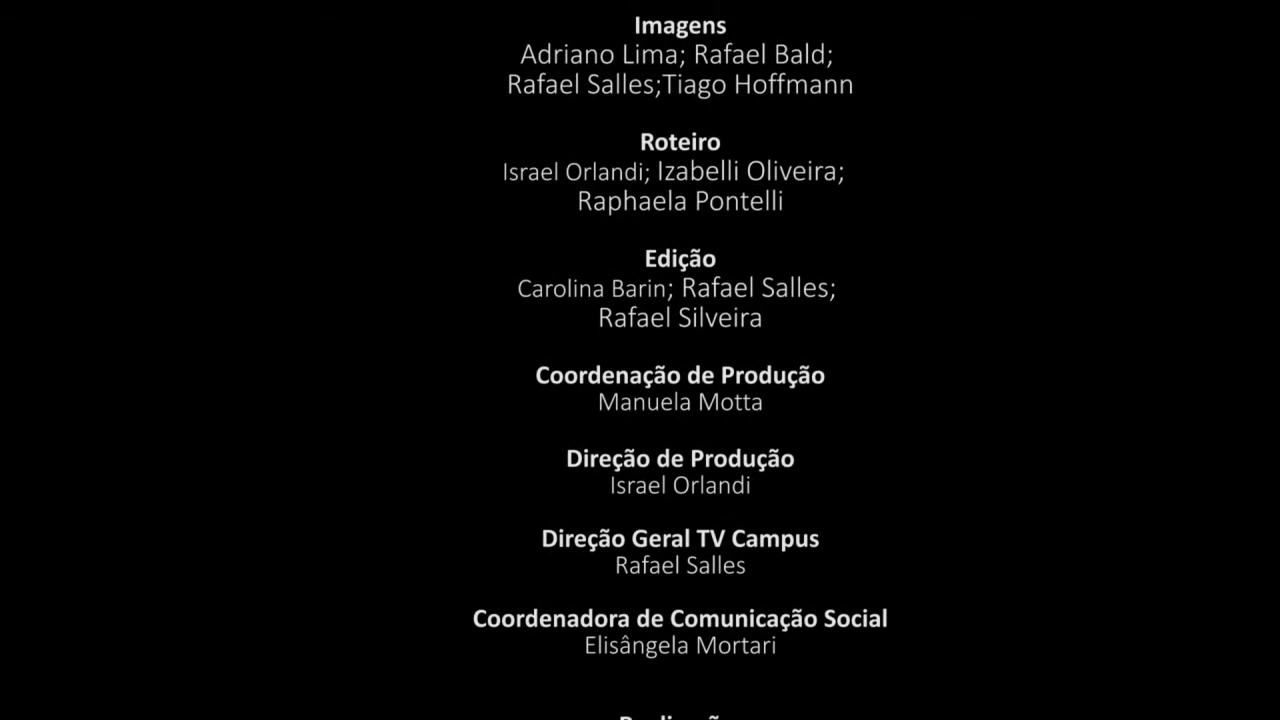 Imagens
Adriano Lima; Rafael Bald;
Rafael Salles;Tiago Hoffmann
Roteiro
Israel Orlandi; Izabelli Oliveira;
Raphaela Pontelli
Edição
Carolina Barin; Rafael Salles;
Rafael Silveira
Coordenação de Produção
Manuela Motta
Direção de Produção
Israel Orlandi
Direção Geral TV Campus
Rafael Salles
Coordenadora de Comunicação Social
Elisângela Mortari